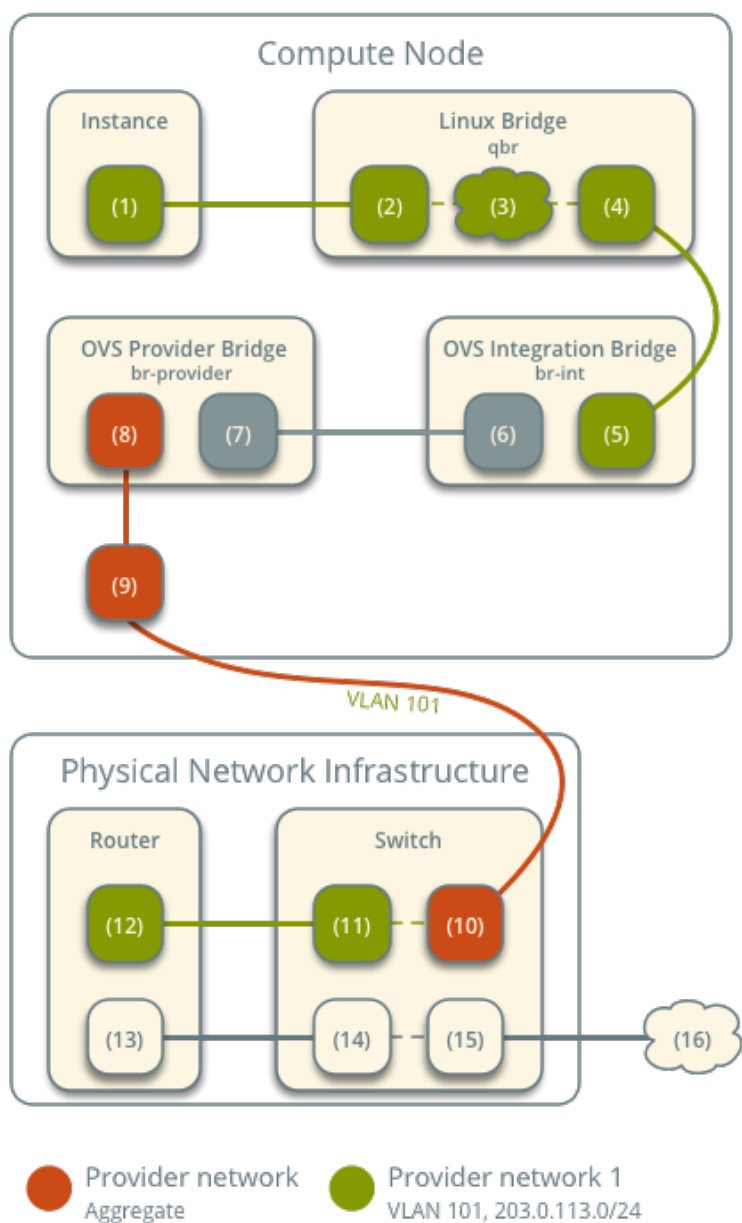 Compute Node
Instance
Linux Bridge
qbr
(1)
(2)
(3)
(4)
OVS Provider Bridge
br-provider
OVS Integration Bridge
br-int
(8)
(7)
(6)
(5)
(9)
VLAN 101
Physical Network Infrastructure
Router
Switch
(12)
(11)
(10)
(13)
(14)
(15)
(16)
Provider network
Aggregate
Provider network 1
VLAN 101, 203.0.113.0/24